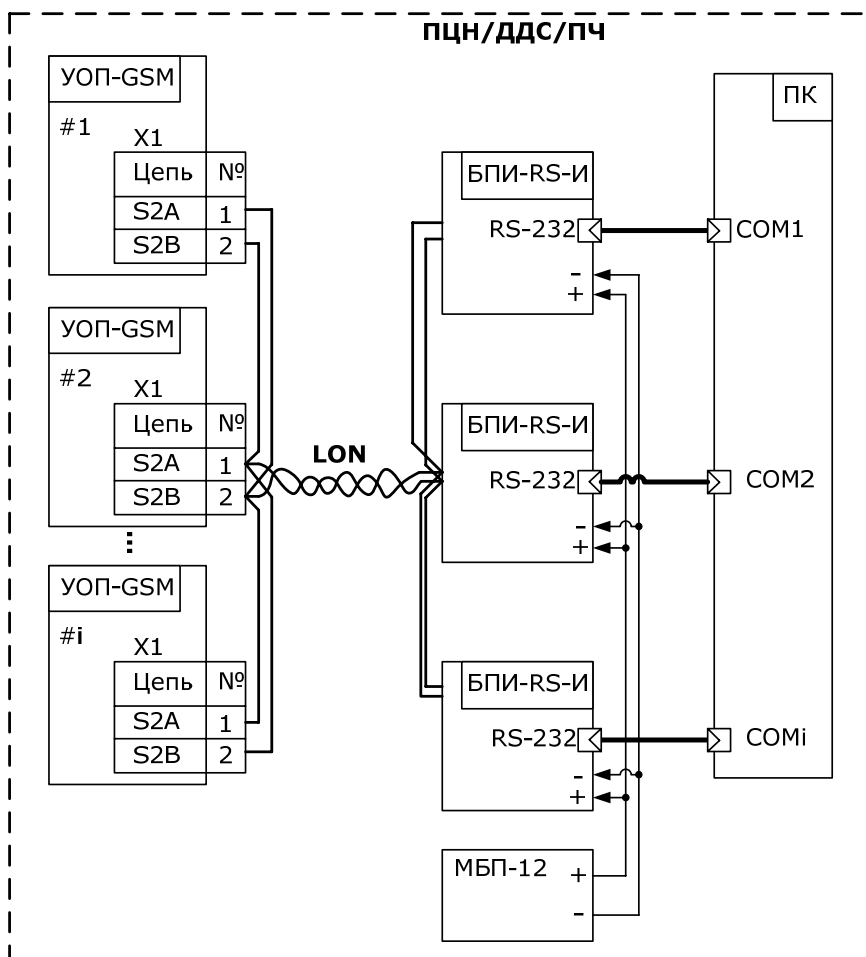 ПЦН/ДДС/ПЧ
УОП-GSM
#1
X1
Цепь №
S2A 1
S2B 2
УОП-GSM
#2
X1
Цепь №
S2A 1
S2B 2
...
УОП-GSM
#i
X1
Цепь №
S2A 1
S2B 2
LON
БПИ-RS-И
RS-232
-
+
БПИ-RS-И
RS-232
-
+
БПИ-RS-И
RS-232
-
+
МБП-12 +
-
ПК
COM1
COM2
COMi